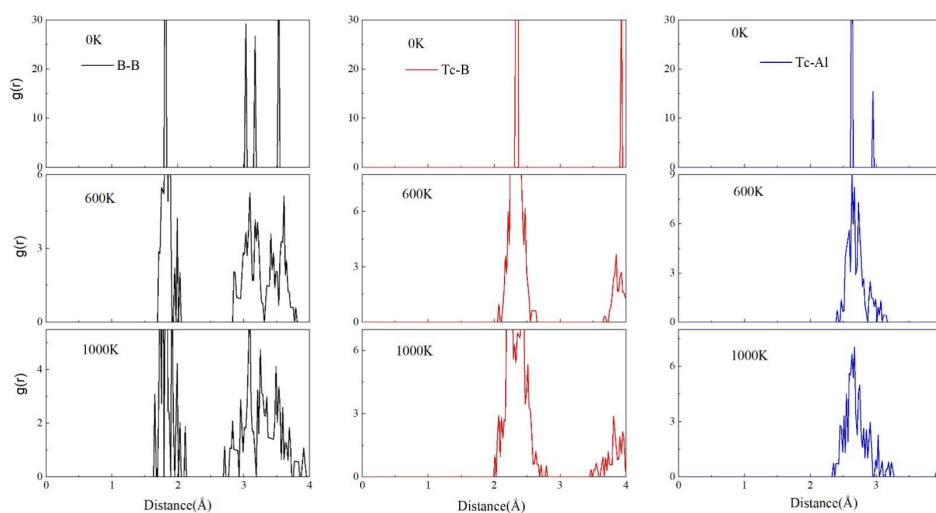 30
20
10
0
g(r)
0K
B-B
30
20
10
0
0K
Tc-B
30
20
10
0
0K
Tc-Al
6
3
0
g(r)
600K
6
3
0
600K
9
6
3
0
600K
4
2
0
g(r)
1000K
6
3
0
1000K
6
3
0
1000K
0 1 2 3 4
Distance(Å)
0 1 2 3 4
Distance(Å)
0 1 2 3
Distance(Å)